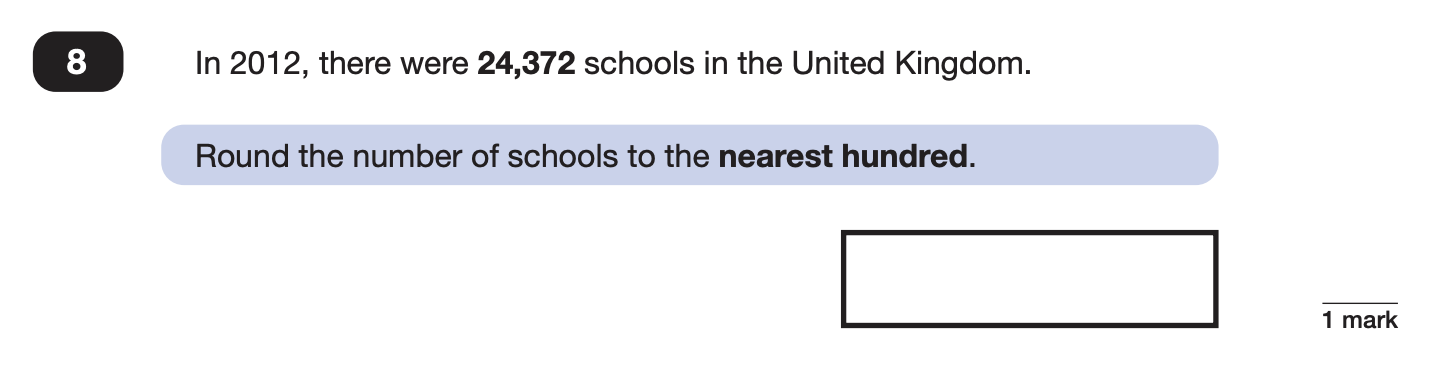 8 In 2012, there were 24,372 schools in the United Kingdom.
Round the number of schools to the nearest hundred.
1 mark